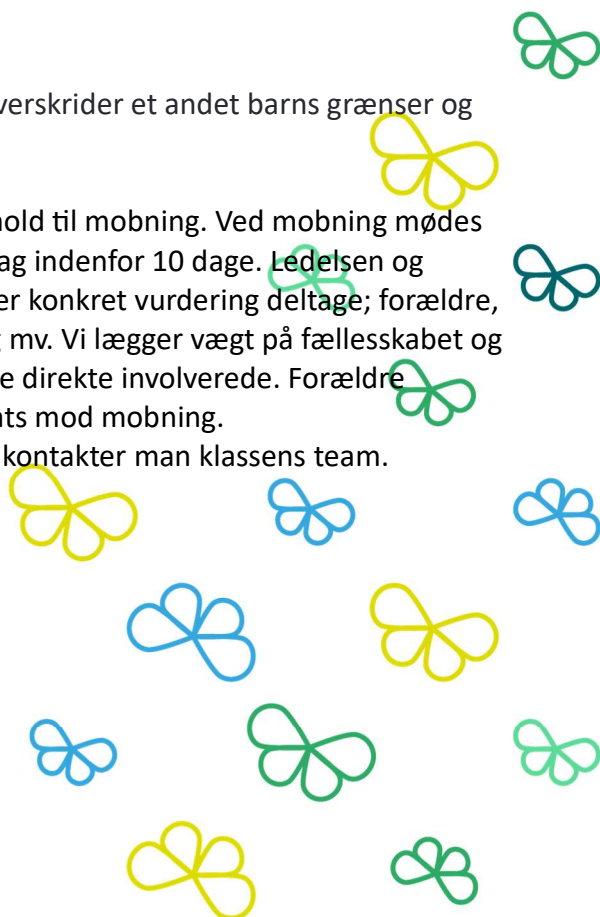 verskrider et andet barns grænser og
hold til mobning. Ved mobning mødes
ag indenfor 10 dage. Ledelsen og
er konkret vurdering deltage; forældre,
mv. Vi lægger vægt på fællesskabet og
e direkte involverede. Forældre
ats mod mobning.
kontakter man klassens team.